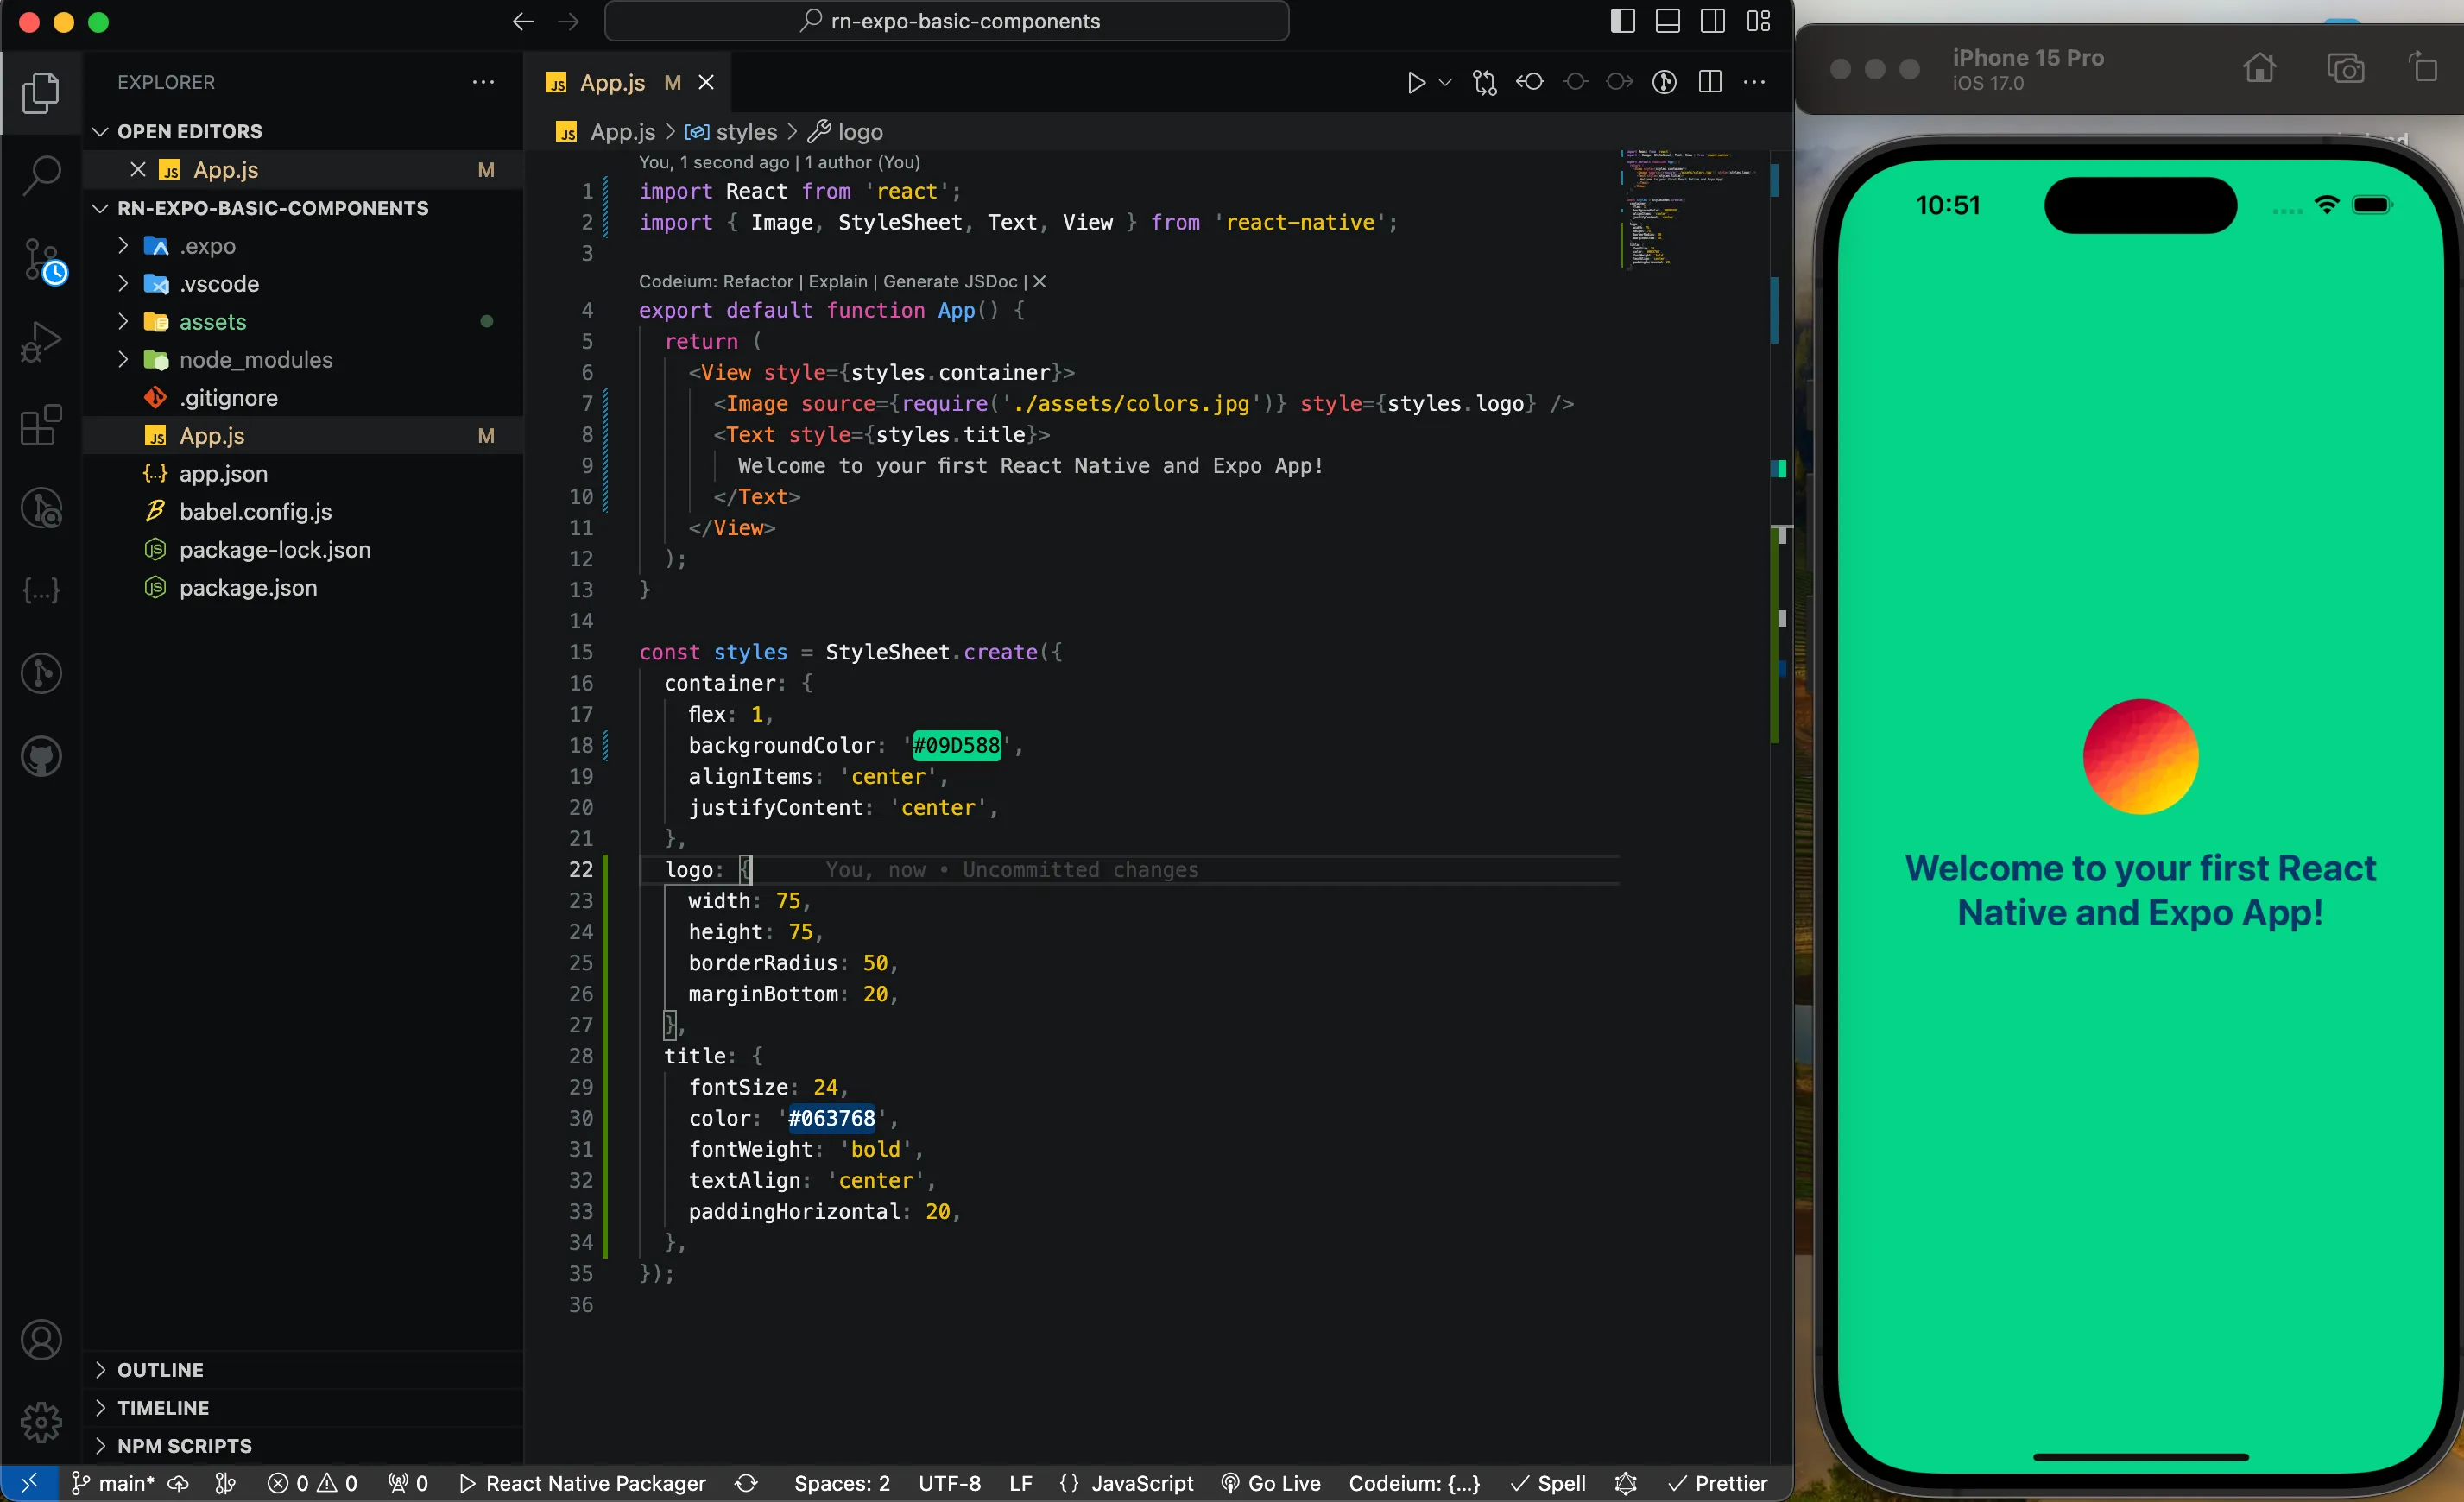 rn-expo-basic-components
EXPLORER
OPEN EDITORS
App.js M
RN-EXPO-BASIC-COMPONENTS
.expo
.vscode
assets
node_modules
.gitignore
App.js M
app.json
babel.config.js
package-lock.json
package.json
OUTLINE
TIMELINE
NPM SCRIPTS
App.js M
App.js > styles > logo
You, 1 second ago | 1 author (You)
1 import React from 'react';
2 import { Image, StyleSheet, Text, View } from 'react-native';
3
Codeium: Refactor | Explain | Generate JSDoc | ×
4 export default function App() {
5 return (
6 <View style={styles.container}>
7 <Image source={require('./assets/colors.jpg')} style={styles.logo} />
8 <Text style={styles.title}>
9 Welcome to your first React Native and Expo App!
10 </Text>
11 </View>
12 );
13 }
14
15 const styles = StyleSheet.create({
16 container: {
17 flex: 1,
18 backgroundColor: '#09D588',
19 alignItems: 'center',
20 justifyContent: 'center',
21 },
22 logo: { You, now • Uncommitted changes
23 width: 75,
24 height: 75,
25 borderRadius: 50,
26 marginBottom: 20,
27 },
28 title: {
29 fontSize: 24,
30 color: '#063768',
31 fontWeight: 'bold',
32 textAlign: 'center',
33 paddingHorizontal: 20,
34 },
35 });
36
main* 0 0 0 React Native Packager Spaces: 2 UTF-8 LF {} JavaScript Go Live Codeium: {...} Spell Prettier
iPhone 15 Pro
iOS 17.0
10:51
Welcome to your first React
Native and Expo App!